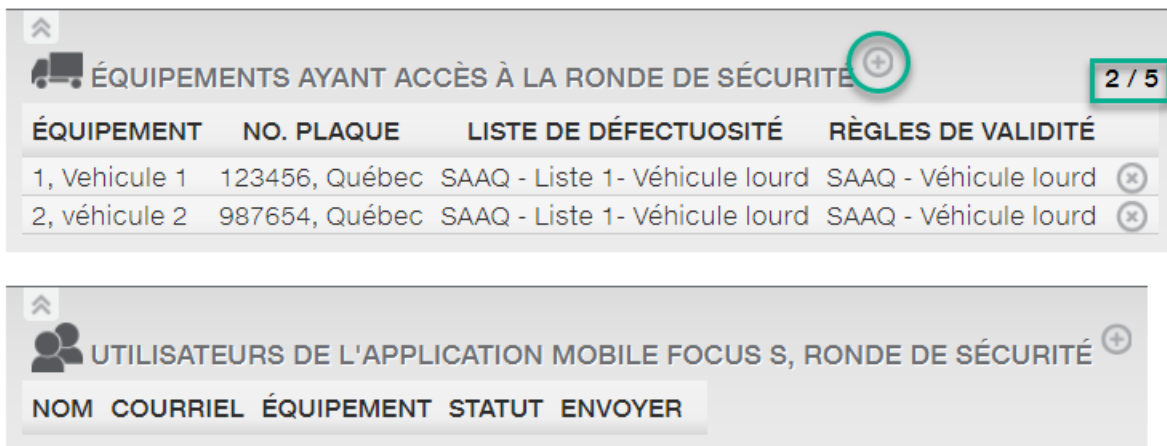 ÉQUIPEMENTS AYANT ACCÈS À LA RONDE DE SÉCURITÉ
2 / 5
ÉQUIPEMENT NO. PLAQUE LISTE DE DÉFECTUOSITÉ RÈGLES DE VALIDITÉ
1, Vehicule 1 123456, Québec SAAQ - Liste 1- Véhicule lourd SAAQ - Véhicule lourd
2, véhicule 2 987654, Québec SAAQ - Liste 1- Véhicule lourd SAAQ - Véhicule lourd
UTILISATEURS DE L'APPLICATION MOBILE FOCUS S, RONDE DE SÉCURITÉ
NOM COURRIEL ÉQUIPEMENT STATUT ENVOYER